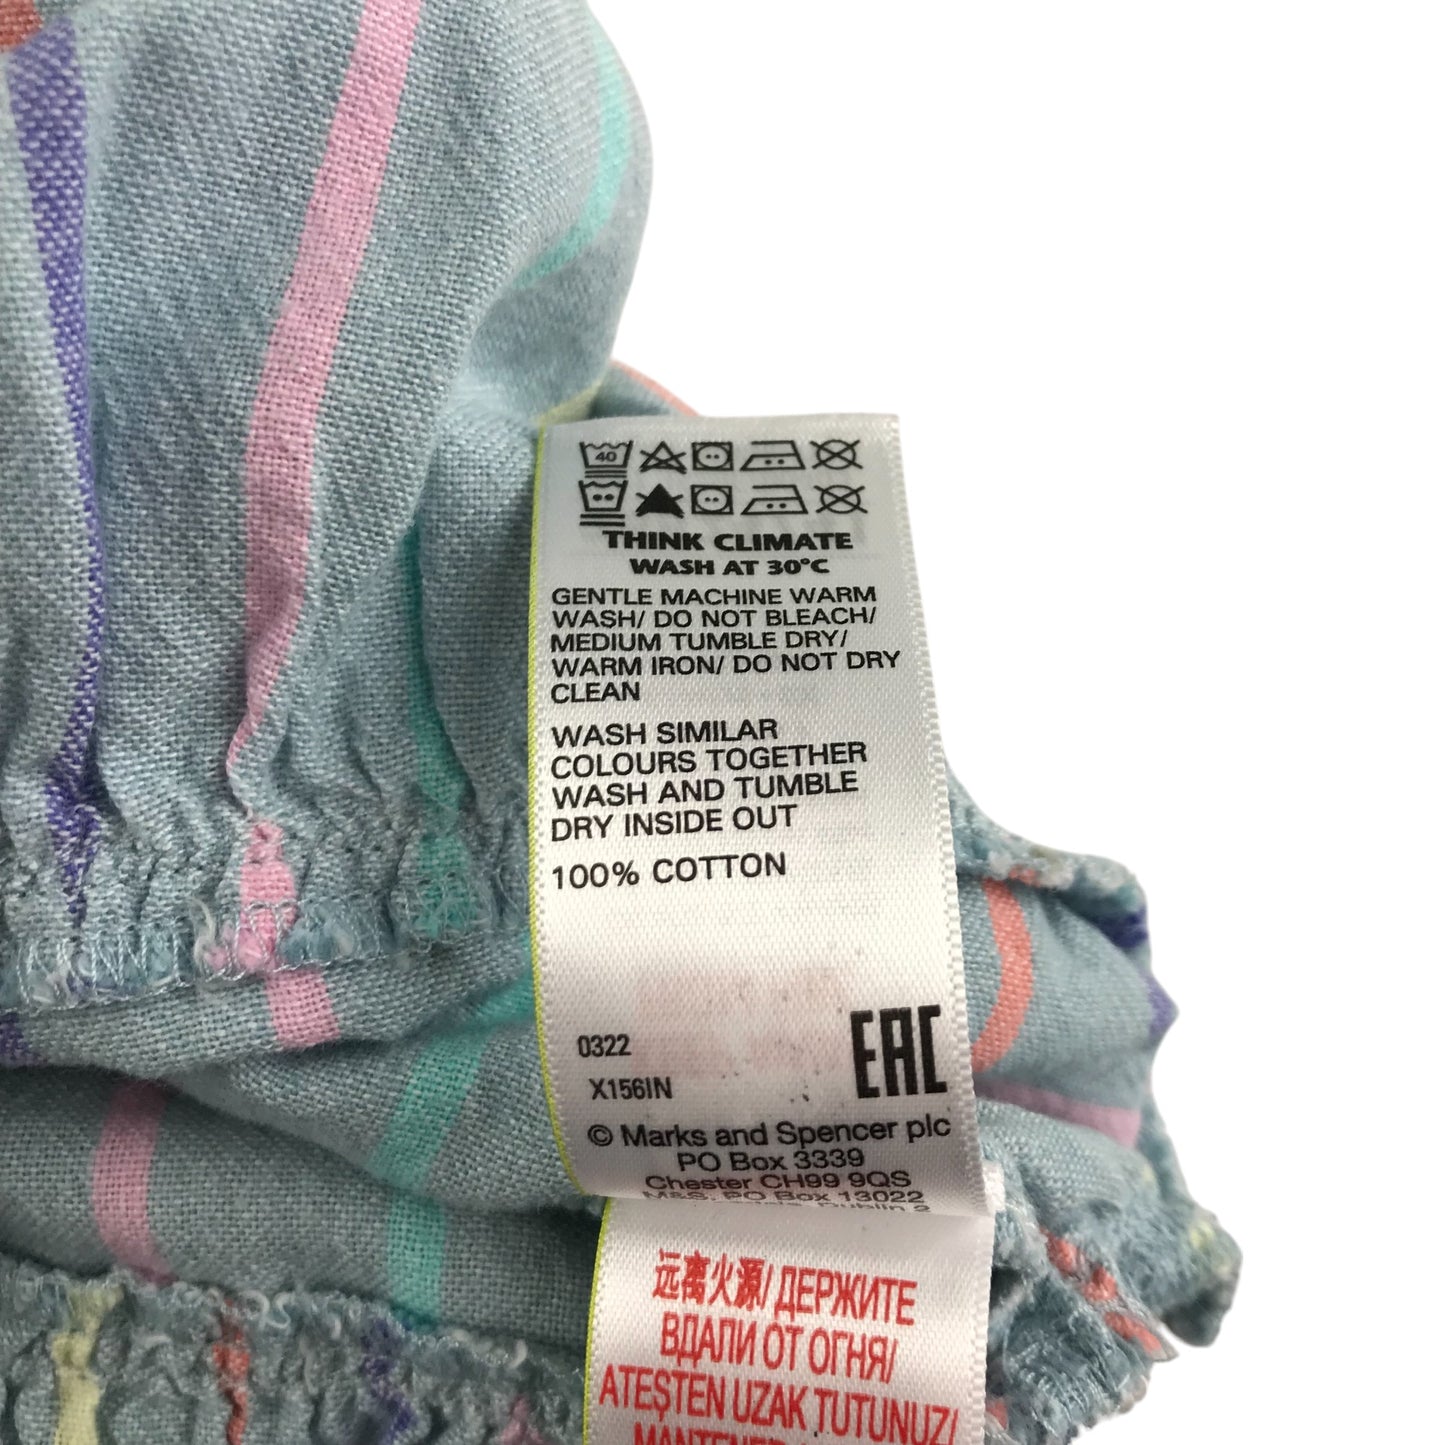 40
THINK CLIMATE
WASH AT 30°C
GENTLE MACHINE WARM
WASH/ DO NOT BLEACH/
MEDIUM TUMBLE DRY/
WARM IRON/ DO NOT DRY
CLEAN
WASH SIMILAR
COLOURS TOGETHER
WASH AND TUMBLE
DRY INSIDE OUT
100% COTTON
0322
X156IN
EAC
© Marks and Spencer plc
PO Box 3339
Chester CH99 9QS
M&S, PO Box 13022
Dublin 2
远离火源/ ДЕРЖИТЕ
ВДАЛИ ОТ ОГНЯ/
ATEŞTEN UZAK TUTUNUZ/